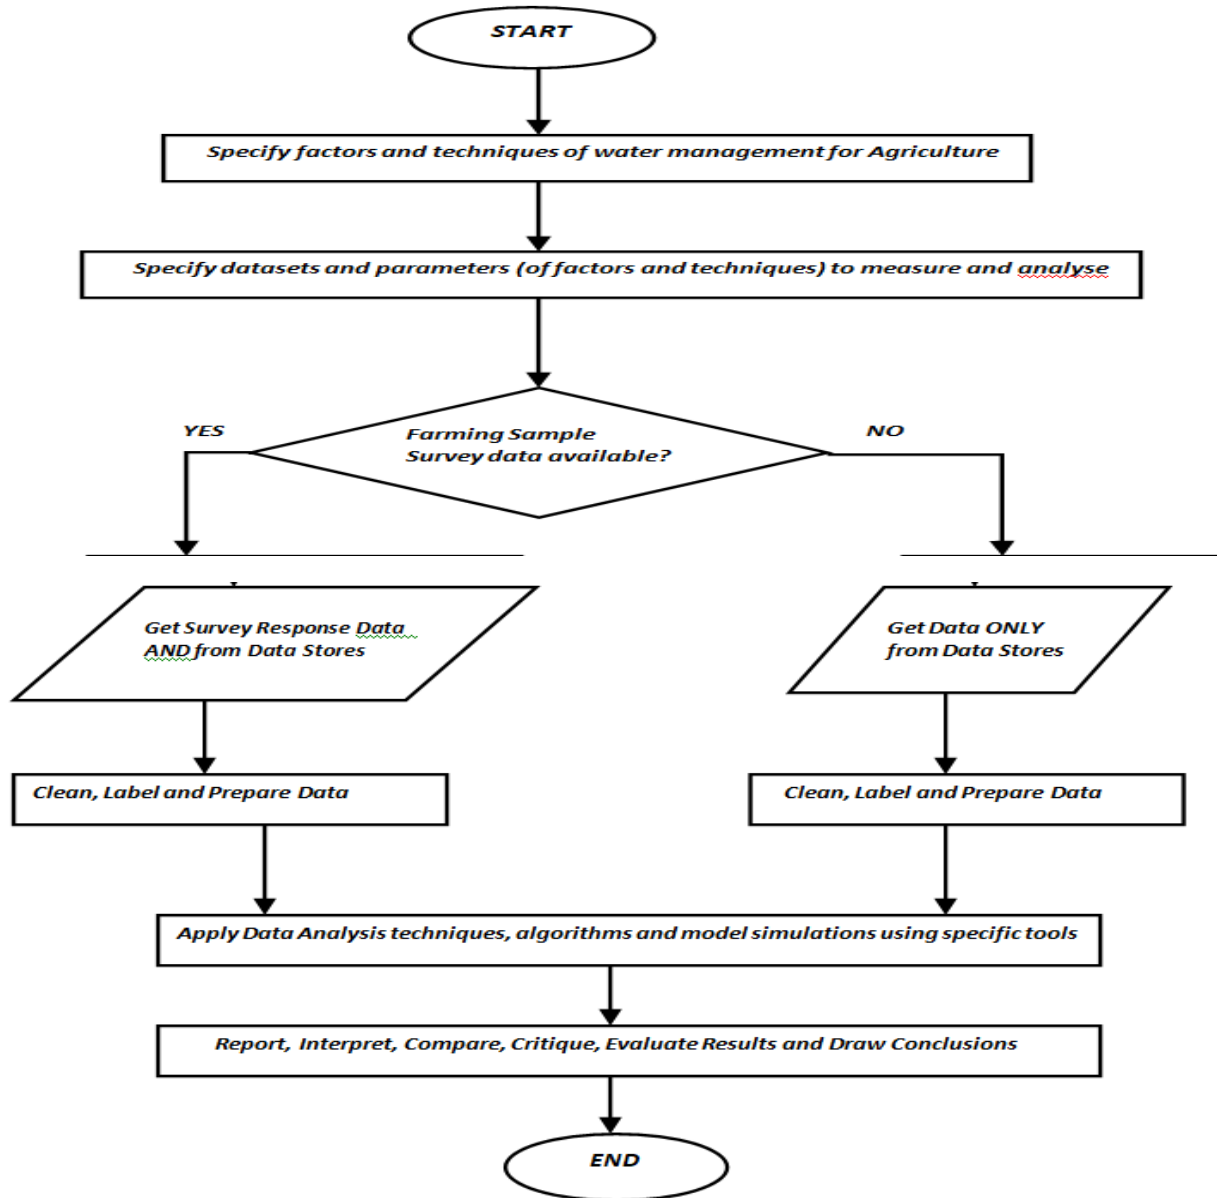 START
Specify factors and techniques of water management for Agriculture
Specify datasets and parameters (of factors and techniques) to measure and analyse
YES
Farming Sample
Survey data available?
NO
Get Survey Response Data
AND from Data Stores
Get Data ONLY
from Data Stores
Clean, Label and Prepare Data
Clean, Label and Prepare Data
Apply Data Analysis techniques, algorithms and model simulations using specific tools
Report, Interpret, Compare, Critique, Evaluate Results and Draw Conclusions
END